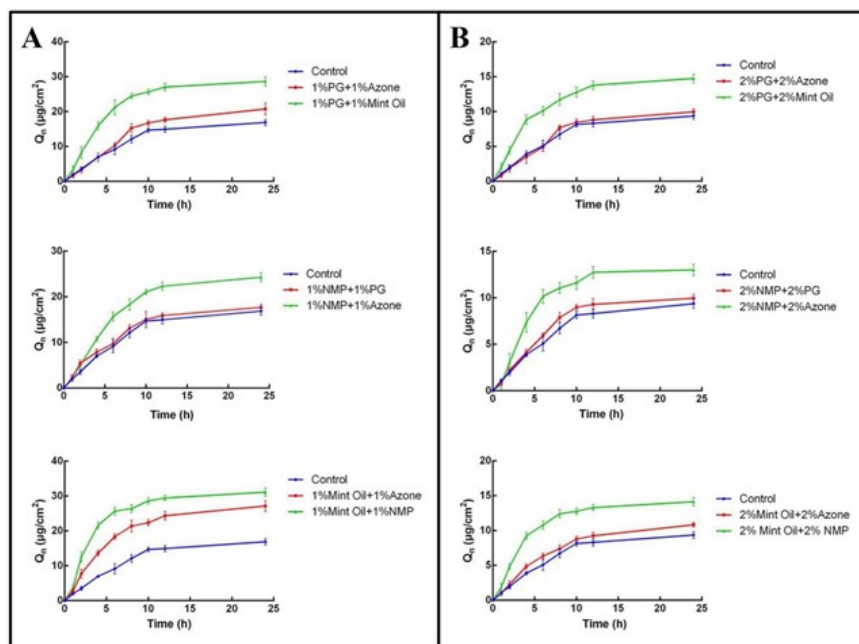 A
40
30
20
10
0
0 5 10 15 20 25
Qn (µg/cm²)
Time (h)
Control
1%PG+1%Azone
1%PG+1%Mint Oil
30
20
10
0
0 5 10 15 20 25
Qn (µg/cm²)
Time (h)
Control
1%NMP+1%PG
1%NMP+1%Azone
40
30
20
10
0
0 5 10 15 20 25
Qn (µg/cm²)
Time (h)
Control
1%Mint Oil+1%Azone
1%Mint Oil+1%NMP
B
20
15
10
5
0
0 5 10 15 20 25
Qn (µg/cm²)
Time (h)
Control
2%PG+2%Azone
2%PG+2%Mint Oil
15
10
5
0
0 5 10 15 20 25
Qn (µg/cm²)
Time (h)
Control
2%NMP+2%PG
2%NMP+2%Azone
20
15
10
5
0
0 5 10 15 20 25
Qn (µg/cm²)
Time (h)
Control
2%Mint Oil+2%Azone
2% Mint Oil+2% NMP